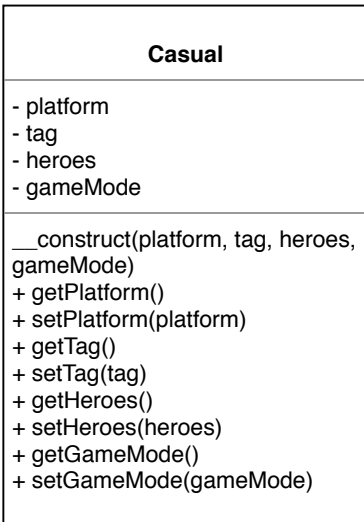 Casual
- platform
- tag
- heroes
- gameMode
__construct(platform, tag, heroes,
gameMode)
+ getPlatform()
+ setPlatform(platform)
+ getTag()
+ setTag(tag)
+ getHeroes()
+ setHeroes(heroes)
+ getGameMode()
+ setGameMode(gameMode)